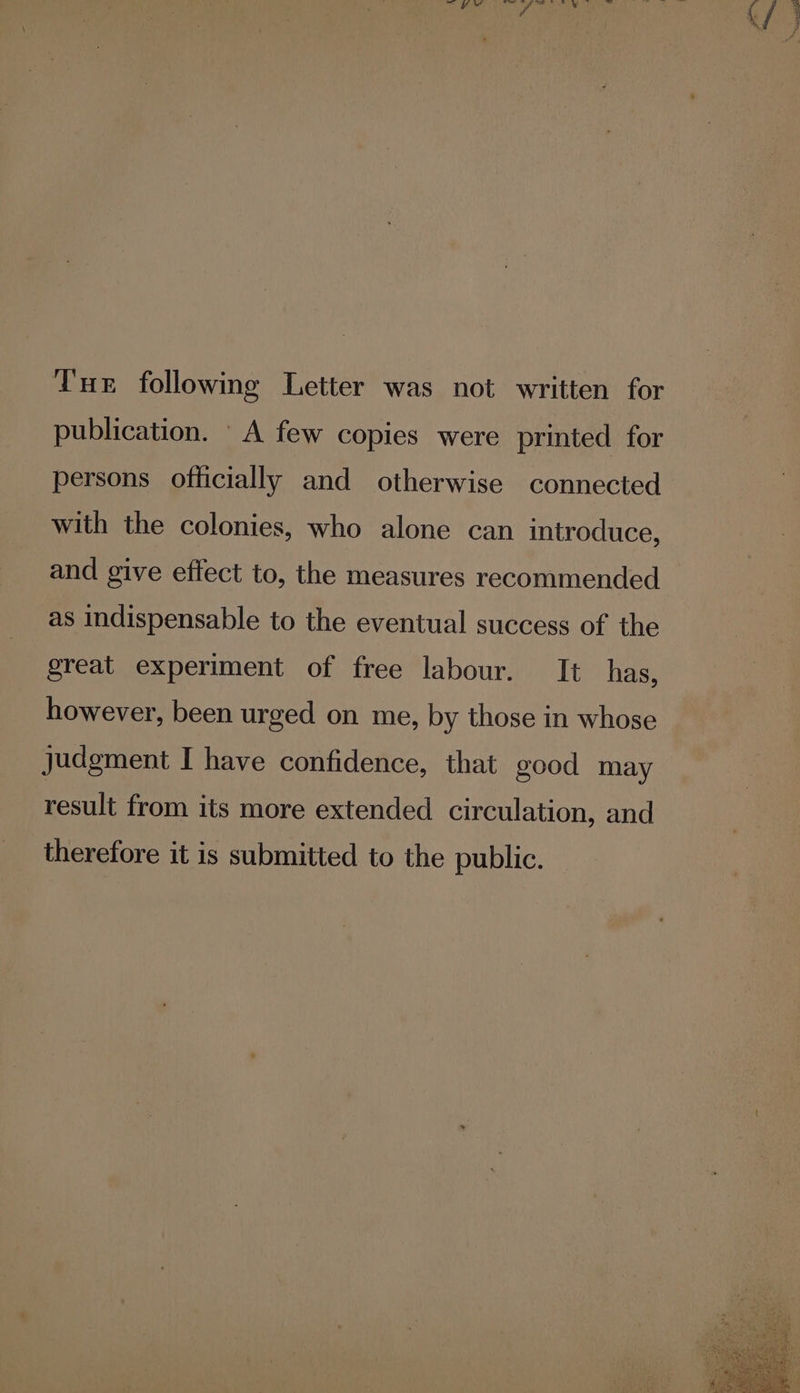 THE following Letter was not written for
publication. A few copies were printed for
persons officially and otherwise connected
with the colonies, who alone can introduce,
and give effect to, the measures recommended
as indispensable to the eventual success of the
great experiment of free labour. It has,
however, been urged on me, by those in whose
judgment I have confidence, that good may
result from its more extended circulation, and
therefore it is submitted to the public.